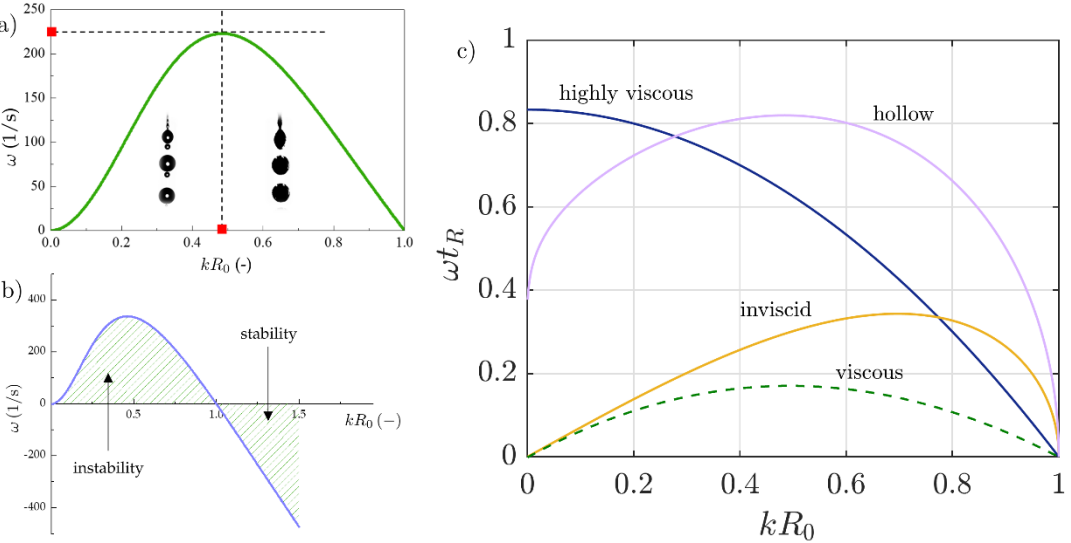 a)
250
200
150
100
50
0
ω (1/s)
0.0 0.2 0.4 0.6 0.8 1.0
kR₀ (-)
b)
400
200
0
-200
-400
ω (1/s)
0.5 1.0 1.5
kR₀ (−)
stability
instability
c)
1
0.8
0.6
0.4
0.2
0
ωt_R
highly viscous
hollow
inviscid
viscous
0 0.2 0.4 0.6 0.8 1
kR₀